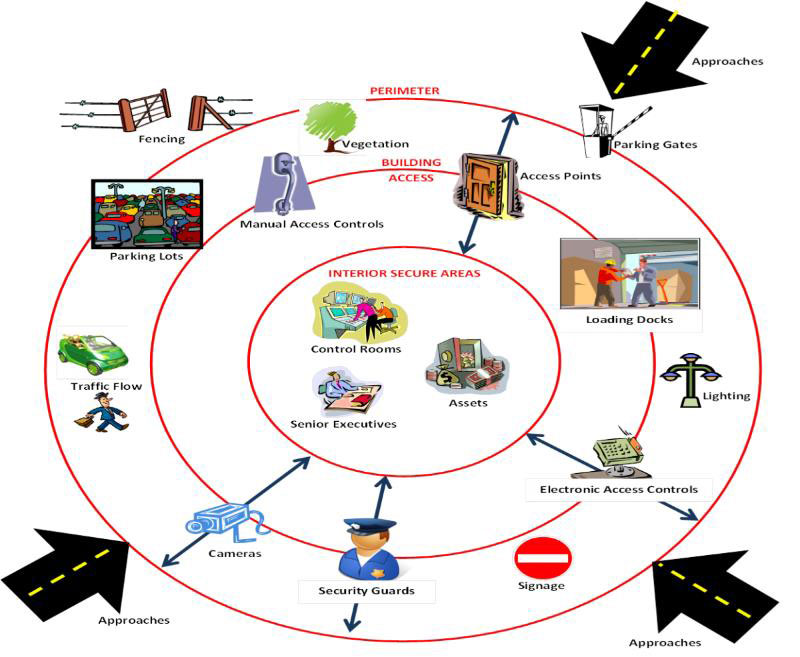 Approaches
PERIMETER
Fencing
Vegetation
Parking Gates
BUILDING
ACCESS
Access Points
Manual Access Controls
Parking Lots
INTERIOR SECURE AREAS
Loading Docks
Control Rooms
Traffic Flow
Lighting
Assets
Senior Executives
Electronic Access Controls
Cameras
Signage
Security Guards
Approaches
Approaches